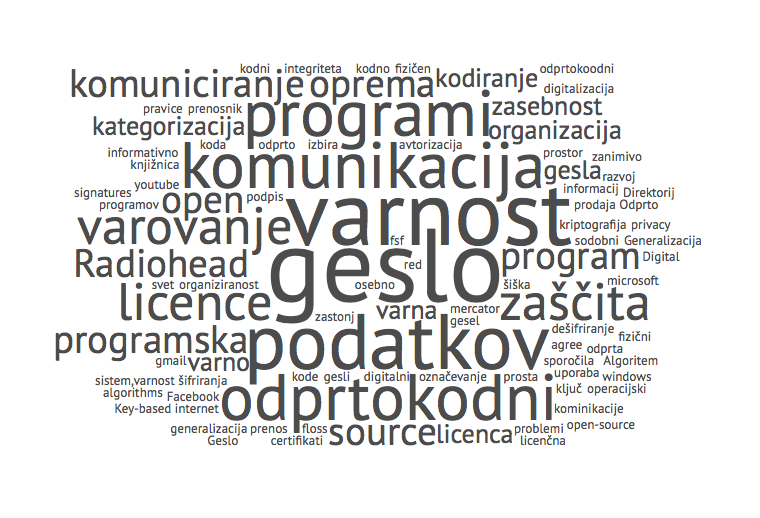 kodni integriteta kodno fizičen odprtokoodni
komuniciranje oprema kodiranje digitalizacija
pravice prenosnik programi zasebnost
kategorizacija organizacija
koda odprto izbira avtorizacija
informativno komunikacija prostor zanimivo
knjižnica gesla razvoj
youtube informacij Direktorij
signatures open podpis varnost
programov prodaja Odprto
varovanje kriptografija privacy
fsf sodobni Generalizacija
Radiohead geslo red program Digital
svet organiziranost osebno šiška microsoft
licence zastonj varna mercator zaščita
gesel
programska podatkov dešifriranje fizični
agree odprta
gmail varno sporočila Algoritem
sistem,varnost šifriranja kode gesli digitalni označevanje prosta uporaba windows
algorithms Facebook odprtokodni ključ operacijski
Key-based internet kominikacije
generalizacija prenos floss source licenca problemi open-source
Geslo certifikati licenčna